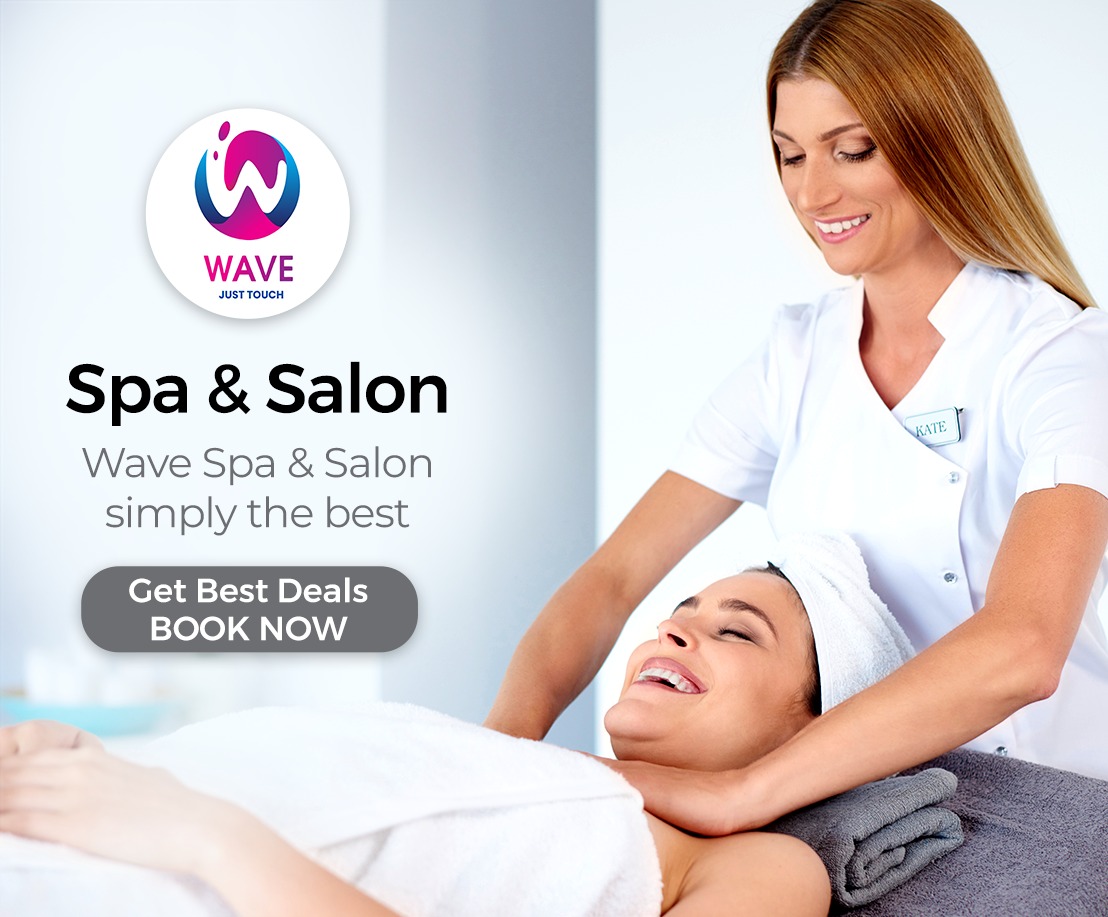 W
WAVE
JUST TOUCH
Spa & Salon
Wave Spa & Salon
simply the best
Get Best Deals
BOOK NOW
KATE